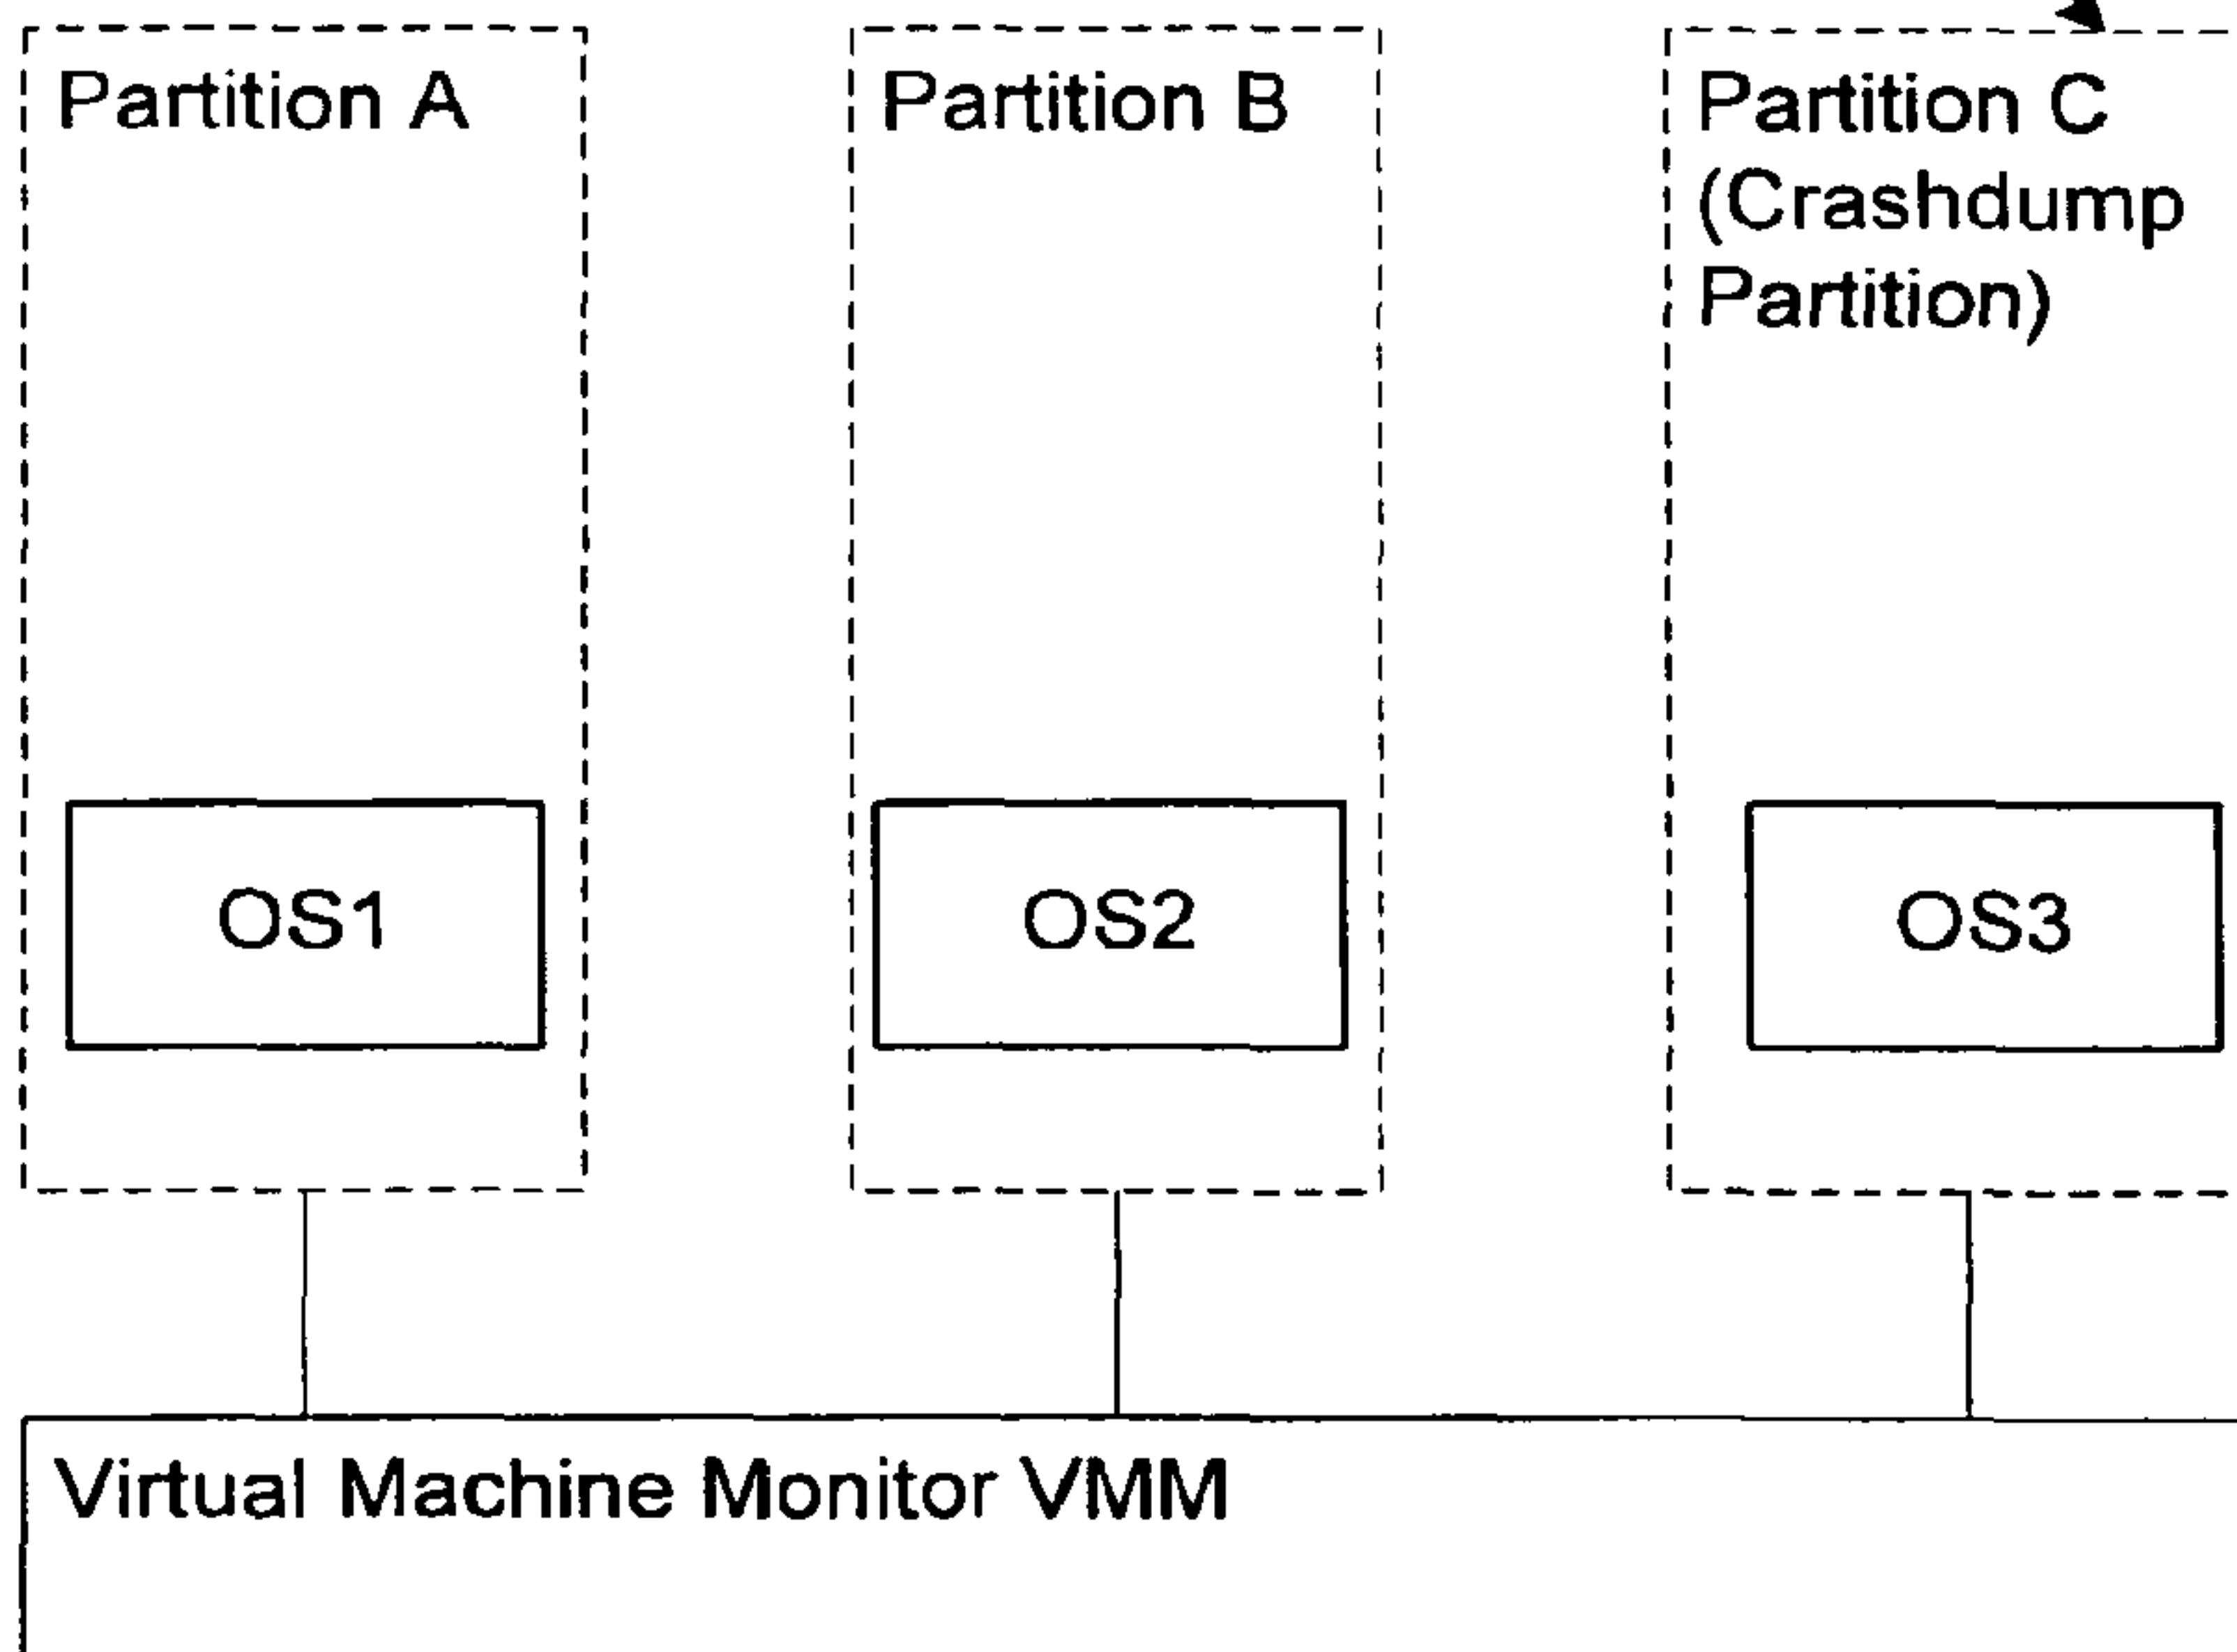 Partition A
Partition B
Partition C
(Crashdump
Partition)
OS1
OS2
OS3
Virtual Machine Monitor VMM